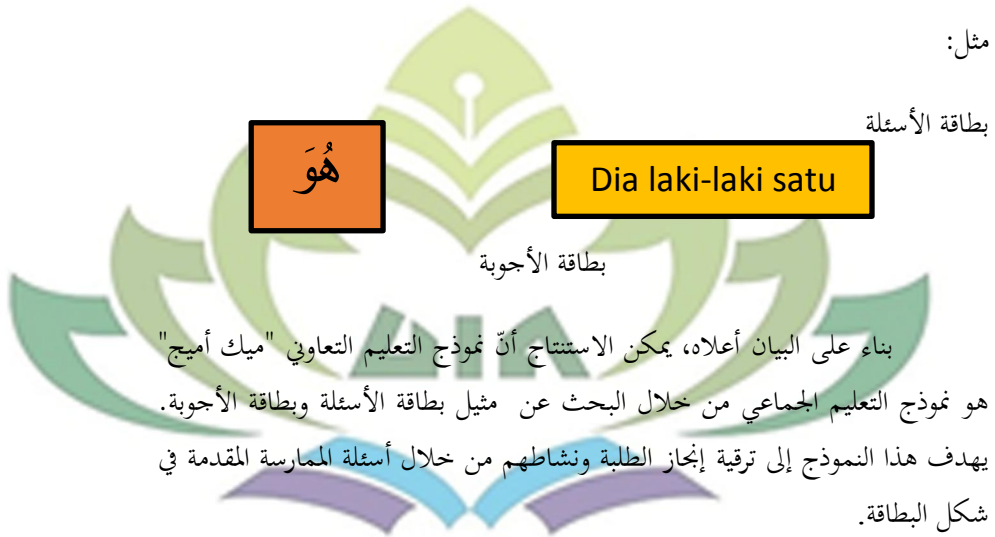 مثل:
بطاقة الأسئلة
هُوَ
Dia laki-laki satu
بطاقة الأجوبة
بناء على البيان أعلاه، يمكن الاستنتاج أنّ نموذج التعليم التعاوني "ميك أميج"
هو نموذج التعليم الجماعي من خلال البحث عن مثيل بطاقة الأسئلة وبطاقة الأجوبة.
يهدف هذا النموذج إلى ترقية إنجاز الطلبة ونشاطهم من خلال أسئلة الممارسة المقدمة في
شكل البطاقة.